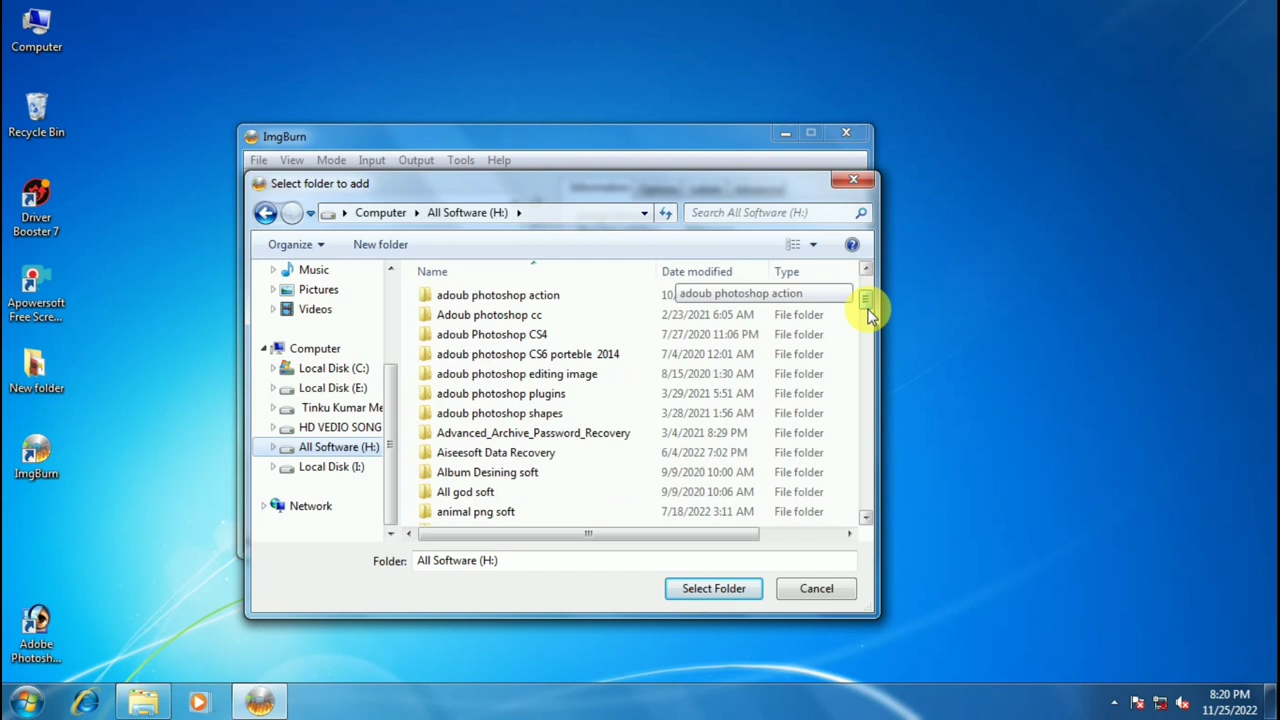 Computer
Recycle Bin
Driver
Booster 7
Apowersoft
Free Scre...
New folder
ImgBurn
Adobe
Photosh...
ImgBurn
File View Mode Input Output Tools Help
Select folder to add
Computer All Software (H:)
Search All Software (H:)
Organize New folder
Music
Pictures
Videos
Computer
Local Disk (C:)
Local Disk (E:)
Tinku Kumar Me
HD VEDIO SONG
All Software (H:)
Local Disk (I:)
Network
Name Date modified Type
adoub photoshop action 10, adoub photoshop action
Adoub photoshop cc 2/23/2021 6:05 AM File folder
adoub Photoshop CS4 7/27/2020 11:06 PM File folder
adoub photoshop CS6 porteble 2014 7/4/2020 12:01 AM File folder
adoub photoshop editing image 8/15/2020 1:30 AM File folder
adoub photoshop plugins 3/29/2021 5:51 AM File folder
adoub photoshop shapes 3/28/2021 1:56 AM File folder
Advanced_Archive_Password_Recovery 3/4/2021 8:29 PM File folder
Aiseesoft Data Recovery 6/4/2022 7:02 PM File folder
Album Desining soft 9/9/2020 10:00 AM File folder
All god soft 9/9/2020 10:06 AM File folder
animal png soft 7/18/2022 3:11 AM File folder
Folder: All Software (H:)
Select Folder Cancel
8:20 PM
11/25/2022